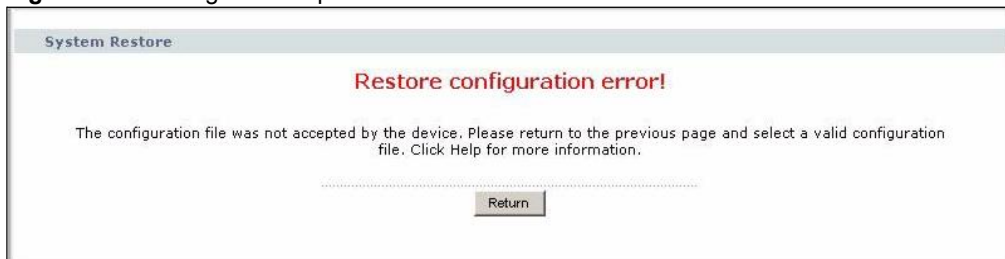 System Restore
Restore configuration error!
The configuration file was not accepted by the device. Please return to the previous page and select a valid configuration
file. Click Help for more information.
Return